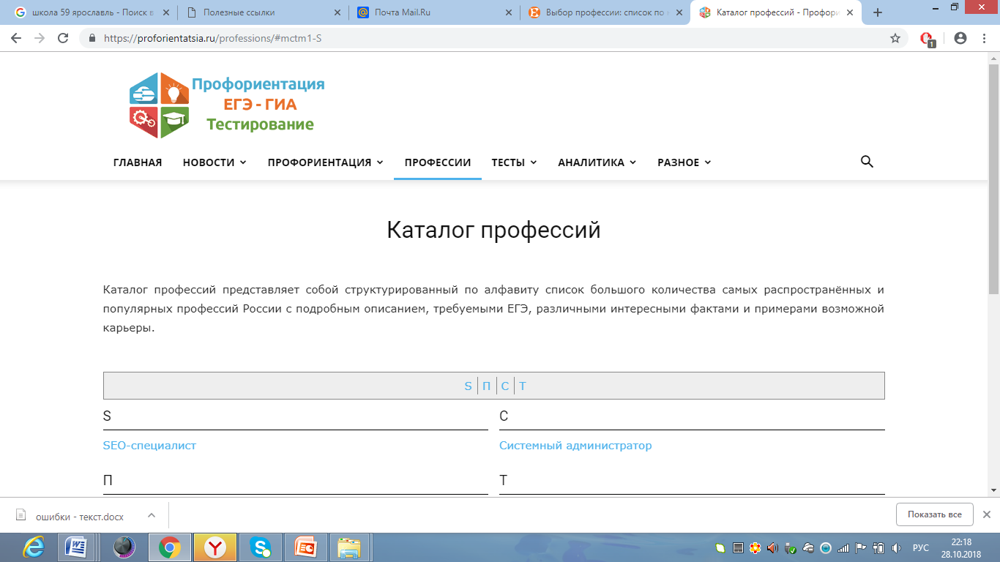 школа 59 ярославль - Поиск в
Полезные ссылки
Почта Mail.Ru
Выбор профессии: список по
Каталог профессий - Профори
https://proforientatsia.ru/professions/#mctm1-S
1
Профориентация
ЕГЭ - ГИА
Тестирование
ГЛАВНАЯ НОВОСТИ ПРОФОРИЕНТАЦИЯ ПРОФЕССИИ ТЕСТЫ АНАЛИТИКА РАЗНОЕ
Каталог профессий
Каталог профессий представляет собой структурированный по алфавиту список большого количества самых распространённых и
популярных профессий России с подробным описанием, требуемыми ЕГЭ, различными интересными фактами и примерами возможной
карьеры.
S | П | С | Т
S
SEO-специалист
П
С
Системный администратор
Т
ошибки - текст.docx
Показать все
РУС
22:18
28.10.2018